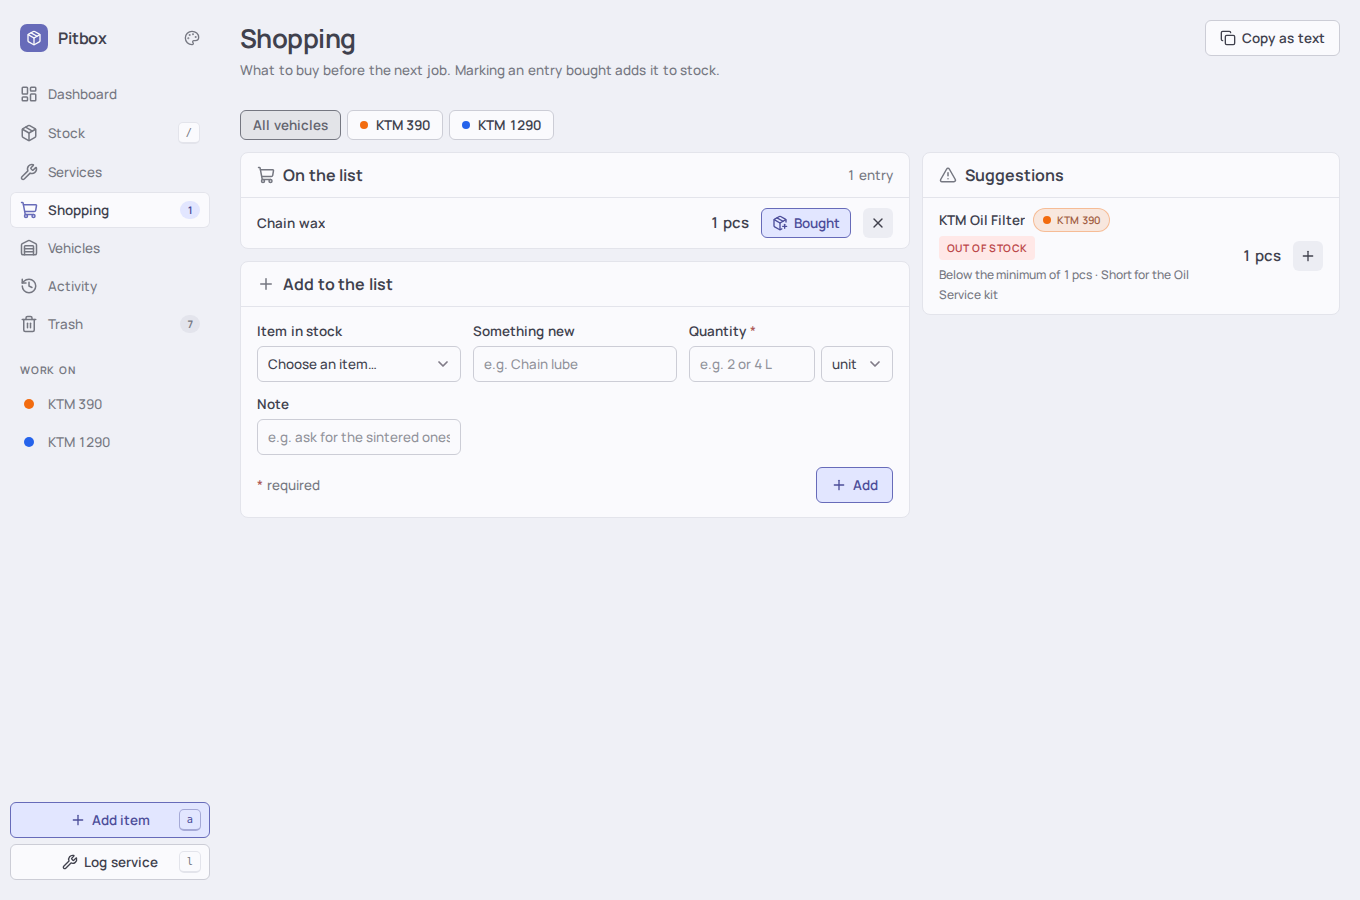 Pitbox
Dashboard
Stock /
Services
Shopping 1
Vehicles
Activity
Trash 7
WORK ON
KTM 390
KTM 1290
Add item a
Log service l
Shopping
Copy as text
What to buy before the next job. Marking an entry bought adds it to stock.
All vehicles
KTM 390
KTM 1290
On the list
1 entry
Chain wax
1 pcs
Bought
Add to the list
Item in stock
Something new
Quantity *
Choose an item...
e.g. Chain lube
e.g. 2 or 4 L
unit
Note
e.g. ask for the sintered ones
* required
Add
Suggestions
KTM Oil Filter
KTM 390
OUT OF STOCK
Below the minimum of 1 pcs · Short for the Oil
Service kit
1 pcs